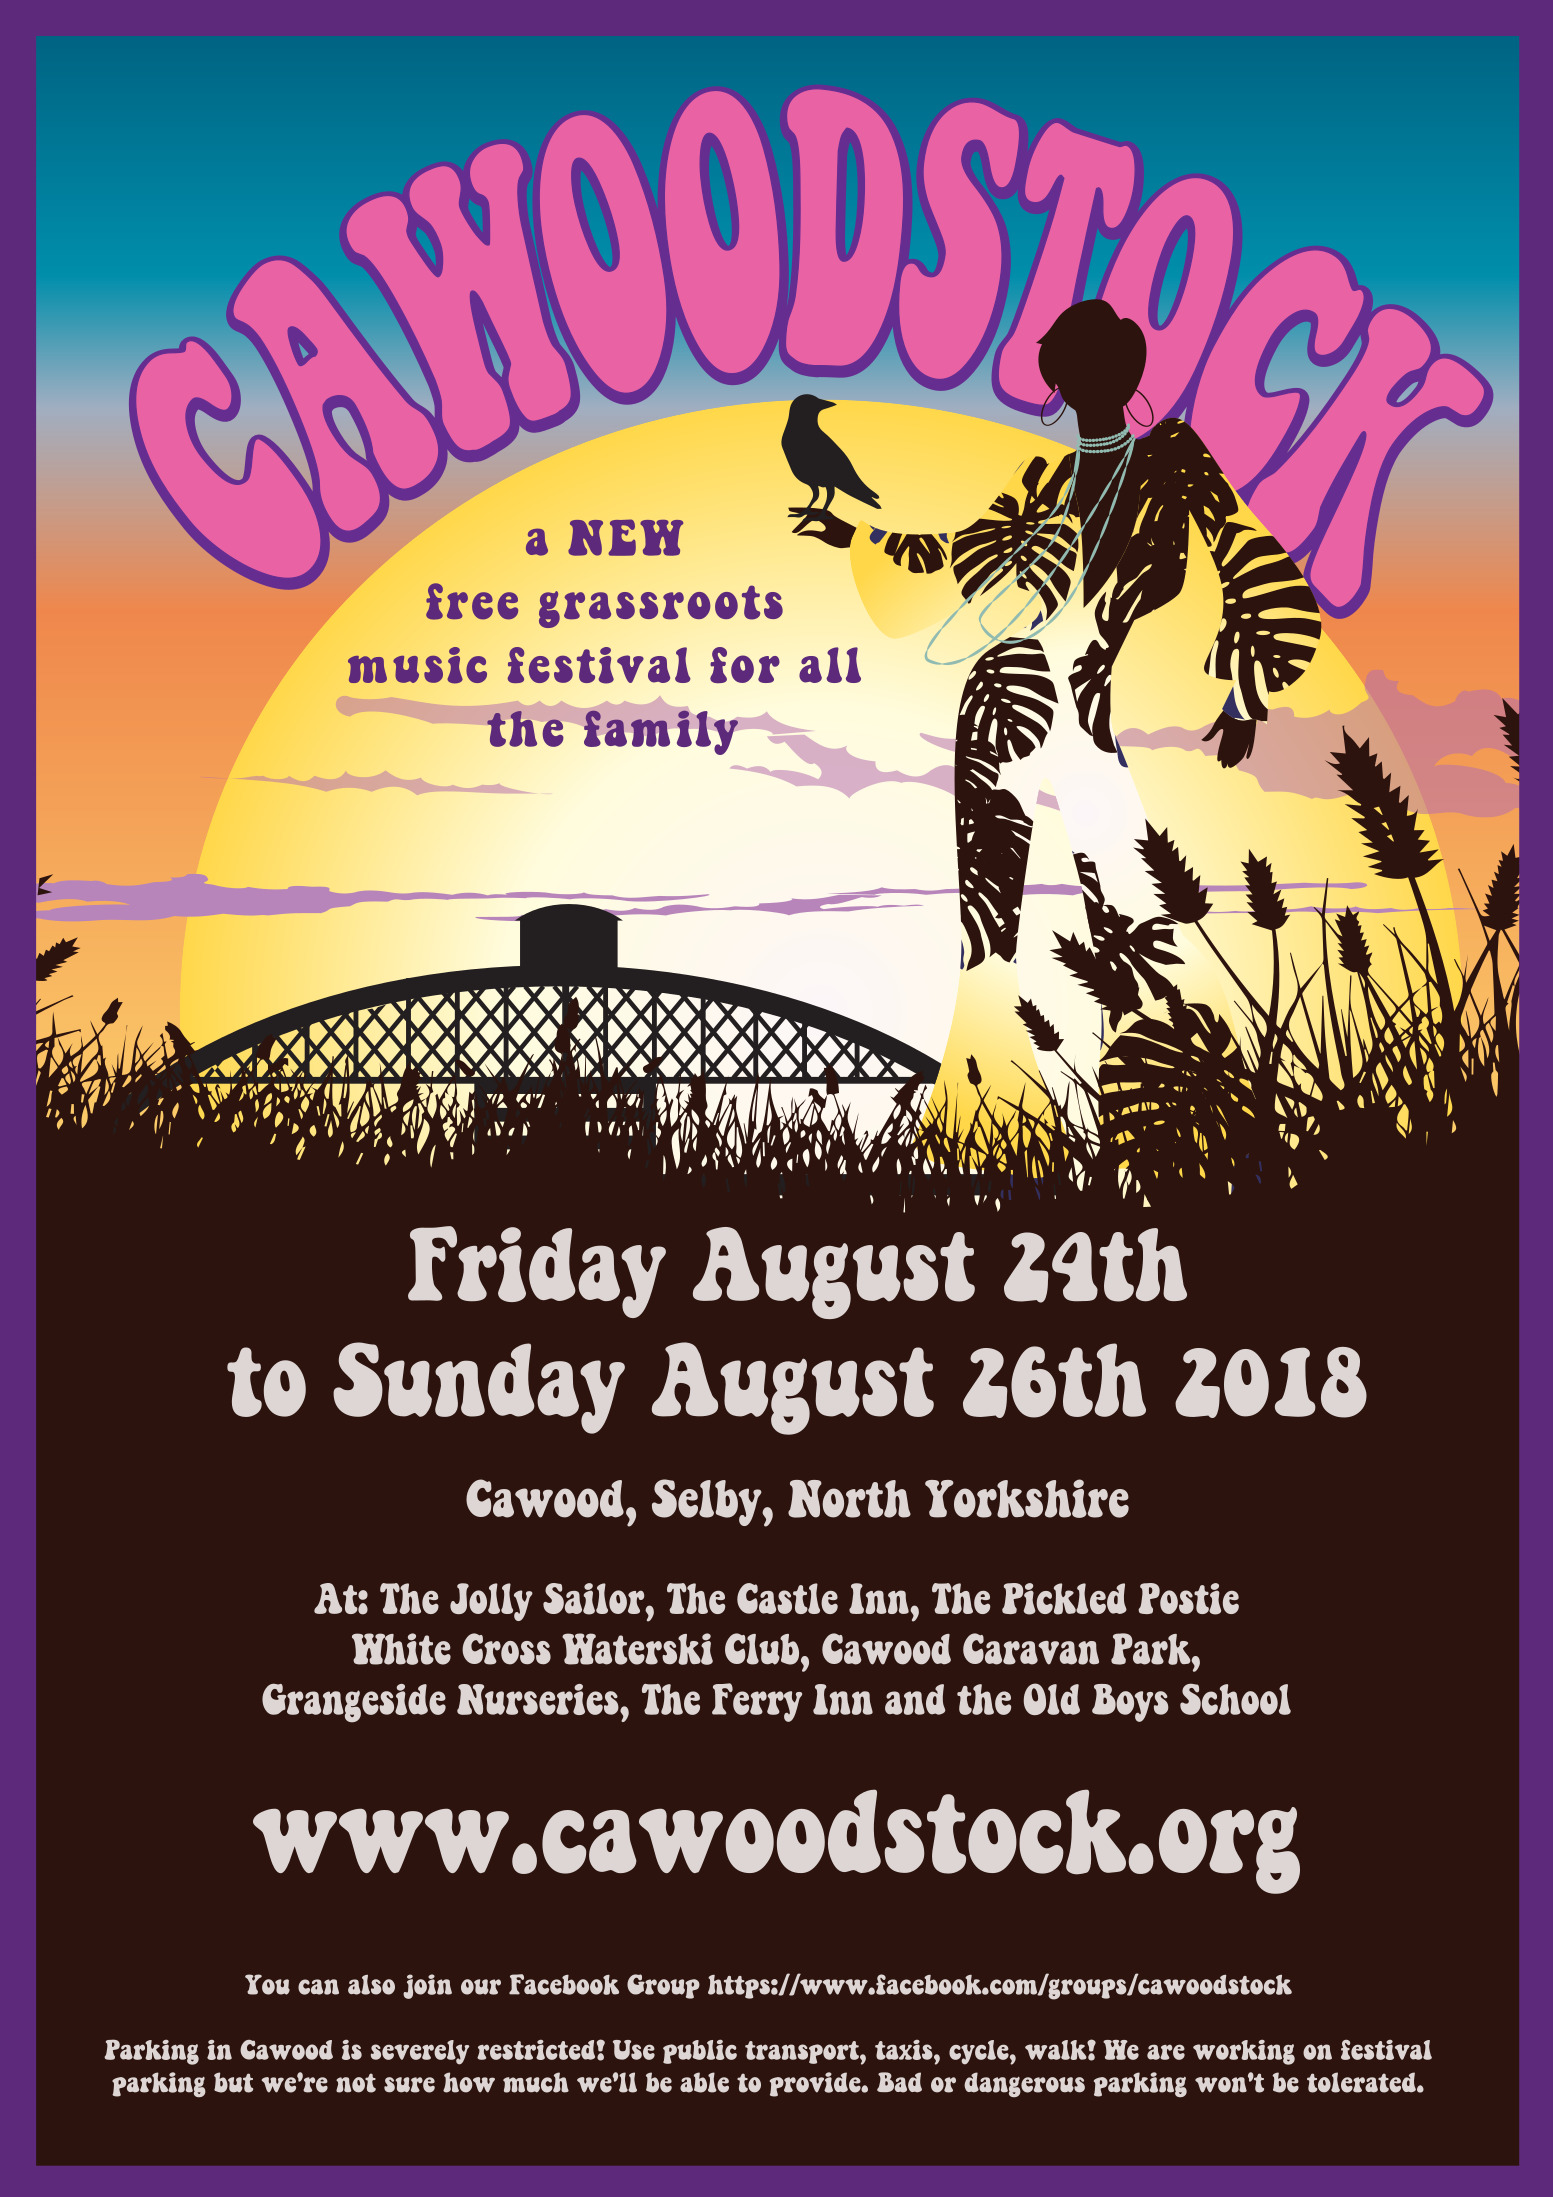 CAWOODSTOCK
a NEW
free grassroots
music festival for all
the family
Friday August 24th
to Sunday August 26th 2018
Cawood, Selby, North Yorkshire
At: The Jolly Sailor, The Castle Inn, The Pickled Postie
White Cross Waterski Club, Cawood Caravan Park,
Grangeside Nurseries, The Ferry Inn and the Old Boys School
www.cawoodstock.org
You can also join our Facebook Group https://www.facebook.com/groups/cawoodstock
Parking in Cawood is severely restricted! Use public transport, taxis, cycle, walk! We are working on festival
parking but we're not sure how much we'll be able to provide. Bad or dangerous parking won't be tolerated.